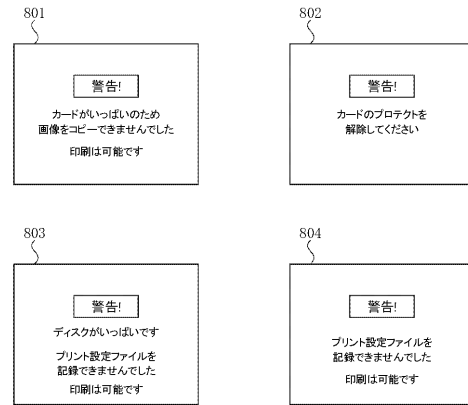 801
警告!
カードがいっぱいのため
画像をコピーできませんでした
印刷は可能です
802
警告!
カードのプロテクトを
解除してください
803
警告!
ディスクがいっぱいです
プリント設定ファイルを
記録できませんでした
印刷は可能です
804
警告!
プリント設定ファイルを
記録できませんでした
印刷は可能です